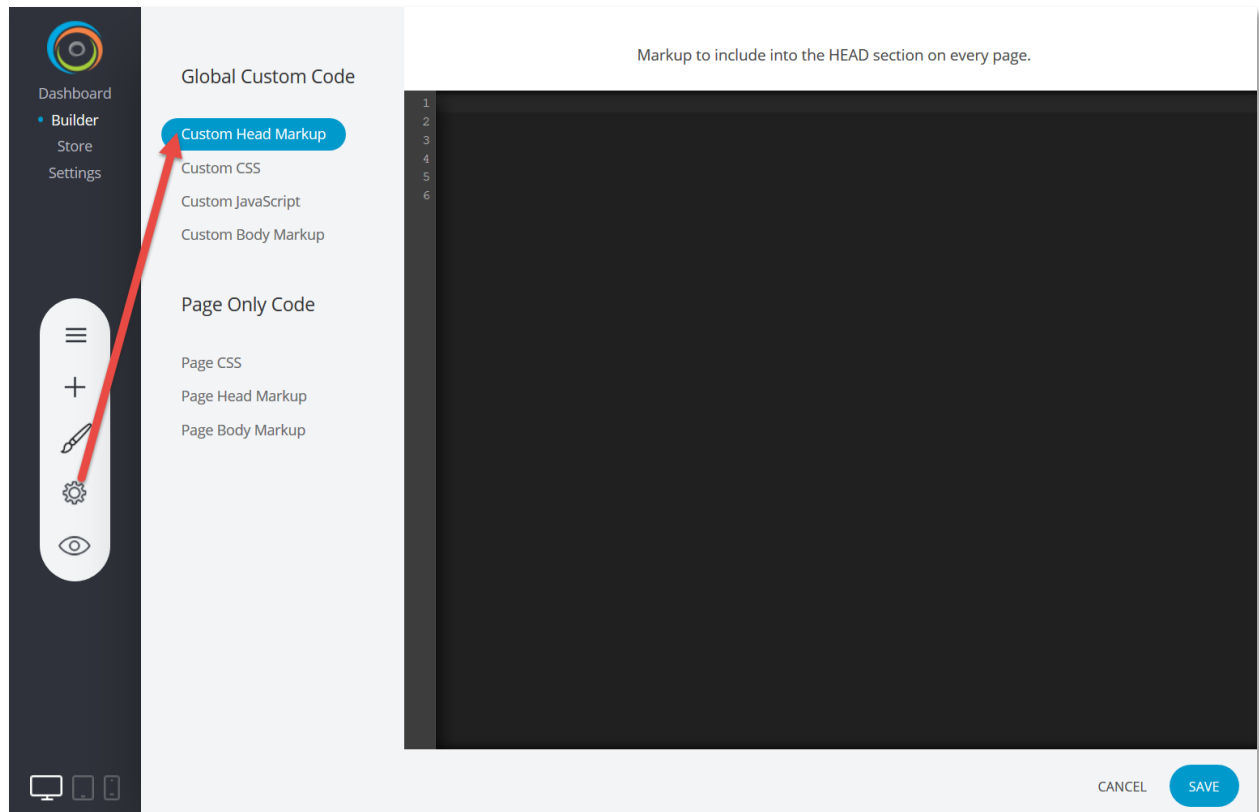 Dashboard
Builder
Store
Settings
Global Custom Code
Custom Head Markup
Custom CSS
Custom JavaScript
Custom Body Markup
Page Only Code
Page CSS
Page Head Markup
Page Body Markup
Markup to include into the HEAD section on every page.
1
2
3
4
5
6
CANCEL
SAVE